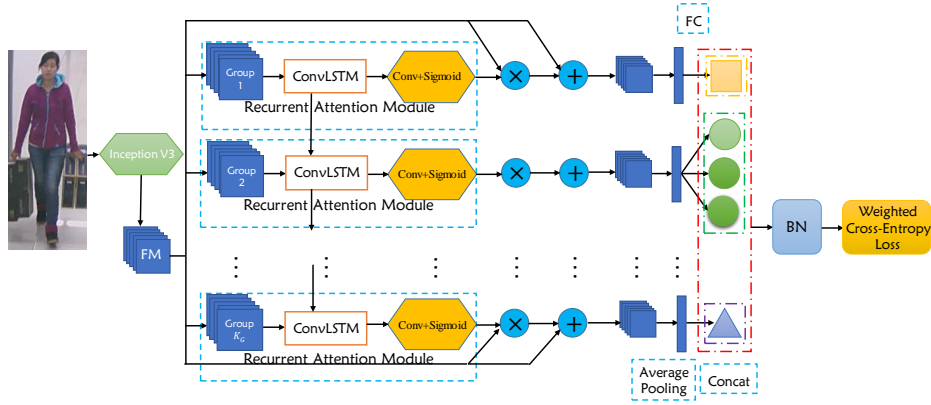 FC
Group
1
ConvLSTM
Conv+Sigmoid
Recurrent Attention Module
Inception V3
Group
2
ConvLSTM
Conv+Sigmoid
Recurrent Attention Module
FM
BN
Weighted
Cross-Entropy
Loss
Group
K_G
ConvLSTM
Conv+Sigmoid
Recurrent Attention Module
Average
Pooling
Concat